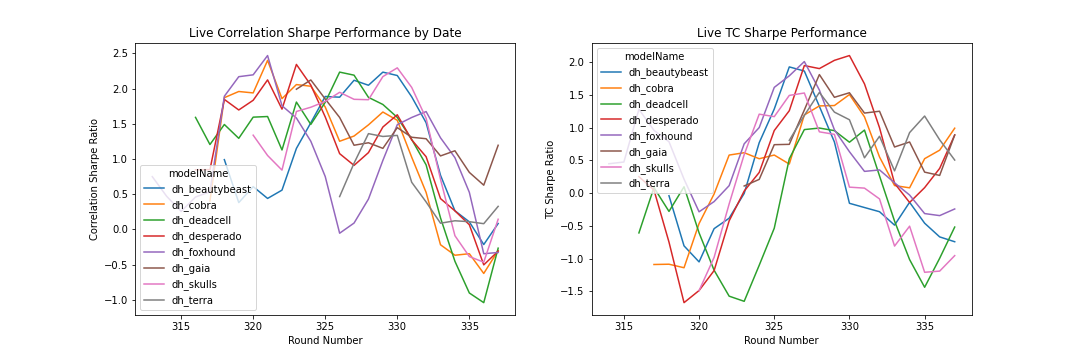 Live Correlation Sharpe Performance by Date
Correlation Sharpe Ratio
2.5
2.0
1.5
1.0
0.5
0.0
−0.5
−1.0
modelName
dh_beautybeast
dh_cobra
dh_deadcell
dh_desperado
dh_foxhound
dh_gaia
dh_skulls
dh_terra
315
320
325
330
335
Round Number
Live TC Sharpe Performance
TC Sharpe Ratio
2.0
1.5
1.0
0.5
0.0
−0.5
−1.0
−1.5
modelName
dh_beautybeast
dh_cobra
dh_deadcell
dh_desperado
dh_foxhound
dh_gaia
dh_skulls
dh_terra
315
320
325
330
335
Round Number